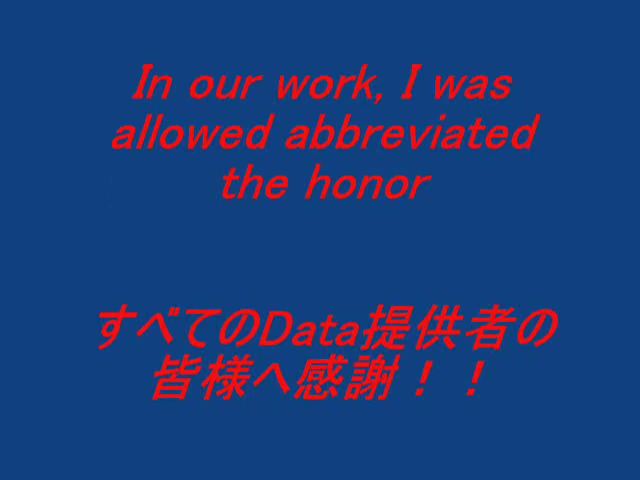 In our work, I was
allowed abbreviated
the honor
すべてのData提供者の
皆様へ感謝！！